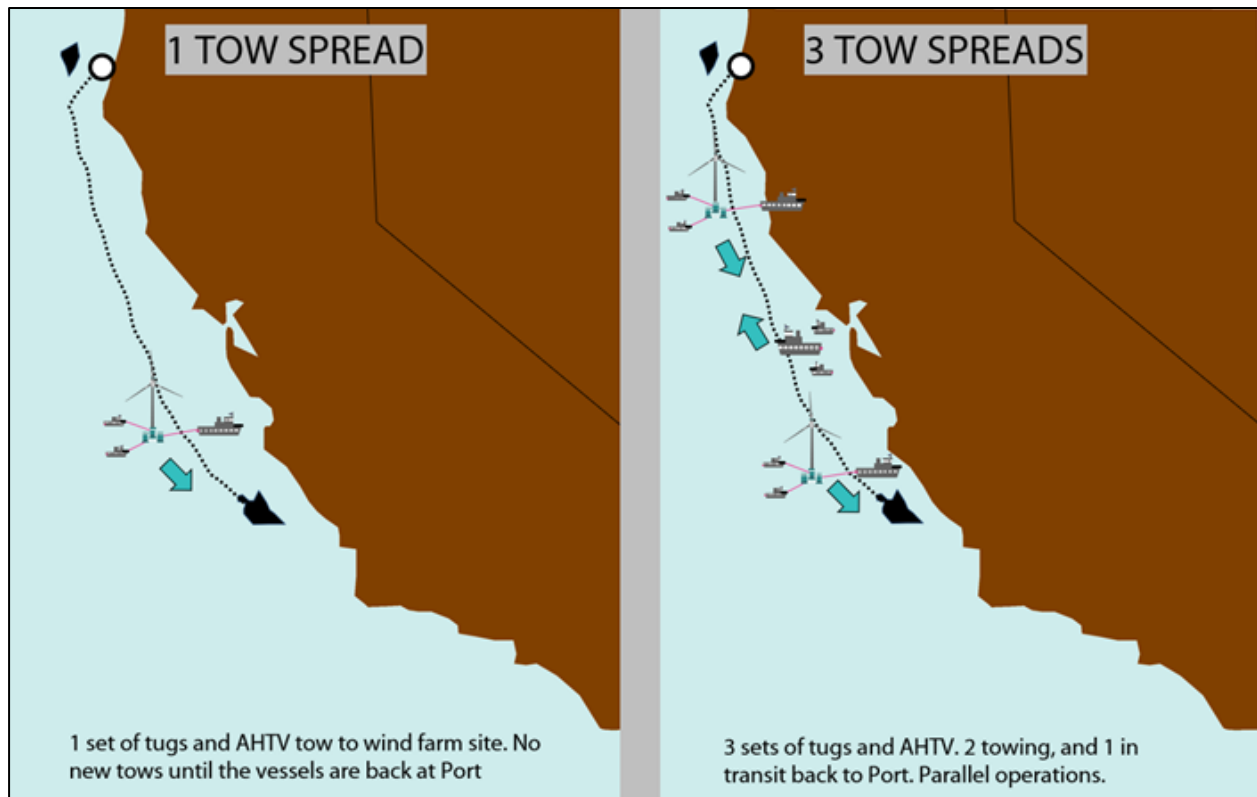 1 TOW SPREAD
1 set of tugs and AHTV tow to wind farm site. No
new tows until the vessels are back at Port
3 TOW SPREADS
3 sets of tugs and AHTV. 2 towing, and 1 in
transit back to Port. Parallel operations.